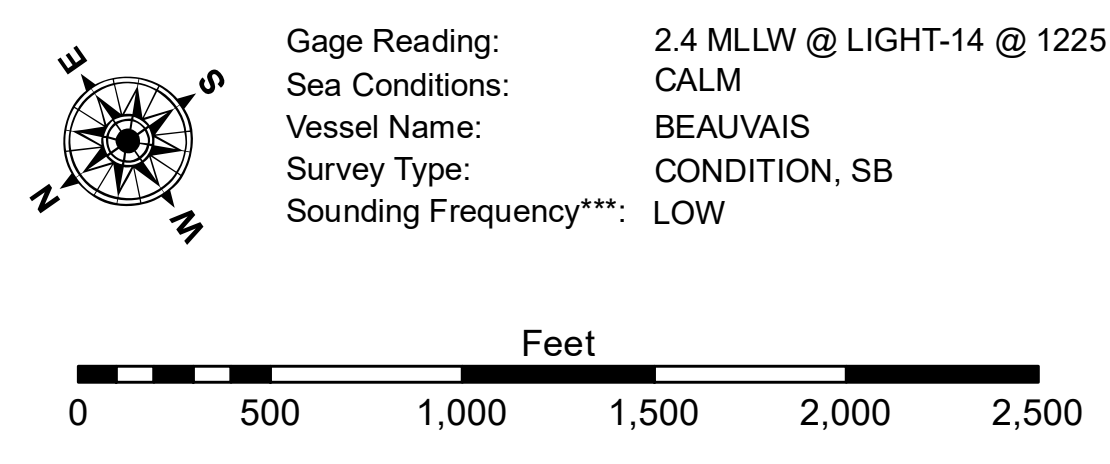 E
S
N
W
Gage Reading: 2.4 MLLW @ LIGHT-14 @ 1225
Sea Conditions: CALM
Vessel Name: BEAUVAIS
Survey Type: CONDITION, SB
Sounding Frequency***: LOW
Feet
0 500 1,000 1,500 2,000 2,500